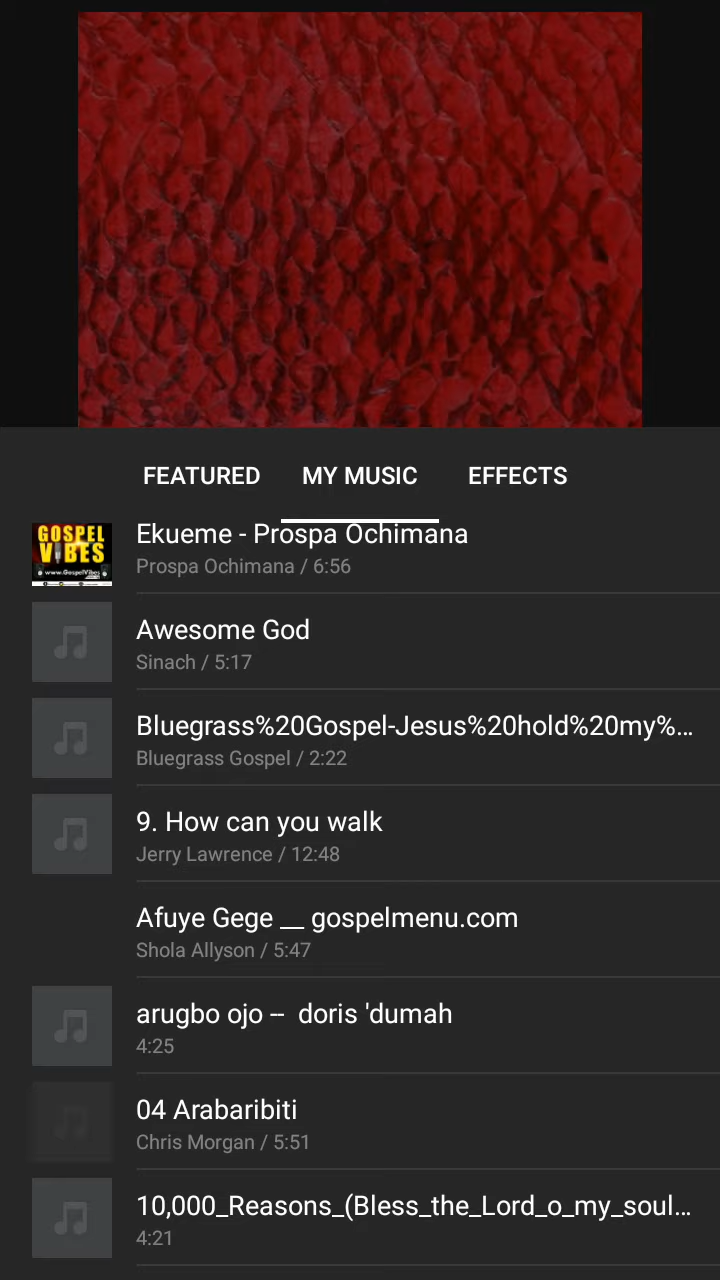 FEATURED MY MUSIC EFFECTS
GOSPEL
VIBES
www.GospelVibes
Ekueme - Prospa Ochimana
Prospa Ochimana / 6:56
Awesome God
Sinach / 5:17
Bluegrass%20Gospel-Jesus%20hold%20my%...
Bluegrass Gospel / 2:22
9. How can you walk
Jerry Lawrence / 12:48
Afuye Gege __ gospelmenu.com
Shola Allyson / 5:47
arugbo ojo --  doris 'dumah
4:25
04 Arabaribiti
Chris Morgan / 5:51
10,000_Reasons_(Bless_the_Lord_o_my_soul...
4:21